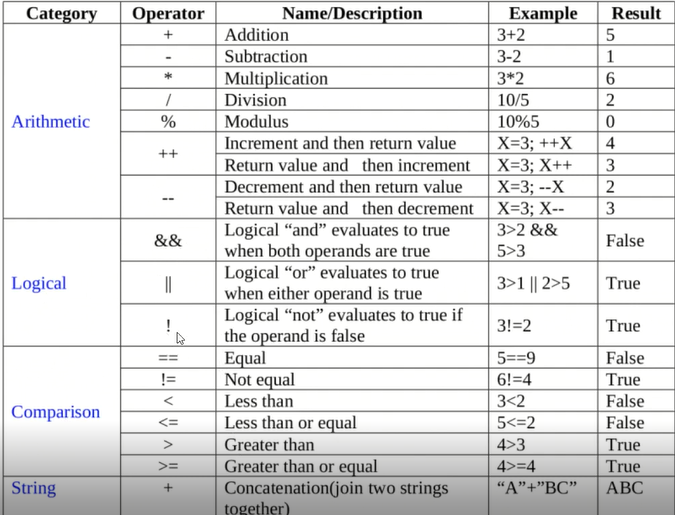 Category Operator Name/Description Example Result
Arithmetic
+ Addition 3+2 5
- Subtraction 3-2 1
* Multiplication 3*2 6
/ Division 10/5 2
% Modulus 10%5 0
++ Increment and then return value X=3; ++X 4
Return value and then increment X=3; X++ 3
-- Decrement and then return value X=3; --X 2
Return value and then decrement X=3; X-- 3
Logical
&& Logical “and” evaluates to true 3>2 && False
when both operands are true 5>3
|| Logical “or” evaluates to true 3>1 || 2>5 True
when either operand is true
! Logical “not” evaluates to true if 3!=2 True
the operand is false
Comparison
== Equal 5==9 False
!= Not equal 6!=4 True
< Less than 3<2 False
<= Less than or equal 5<=2 False
> Greater than 4>3 True
>= Greater than or equal 4>=4 True
String + Concatenation(join two strings “A”+”BC” ABC
together)